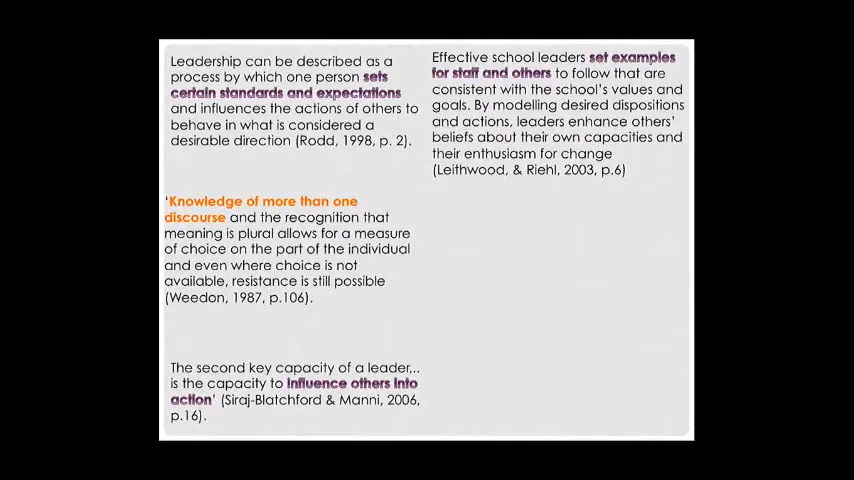 Leadership can be described as a
process by which one person sets
certain standards and expectations
and influences the actions of others to
behave in what is considered a
desirable direction (Rodd, 1998, p. 2).
‘Knowledge of more than one
discourse and the recognition that
meaning is plural allows for a measure
of choice on the part of the individual
and even where choice is not
available, resistance is still possible
(Weedon, 1987, p.106).
The second key capacity of a leader,..
is the capacity to influence others into
action’ (Siraj-Blatchford & Manni, 2006,
p.16).
Effective school leaders set examples
for staff and others to follow that are
consistent with the school’s values and
goals. By modelling desired dispositions
and actions, leaders enhance others’
beliefs about their own capacities and
their enthusiasm for change
(Leithwood, & Riehl, 2003, p.6)